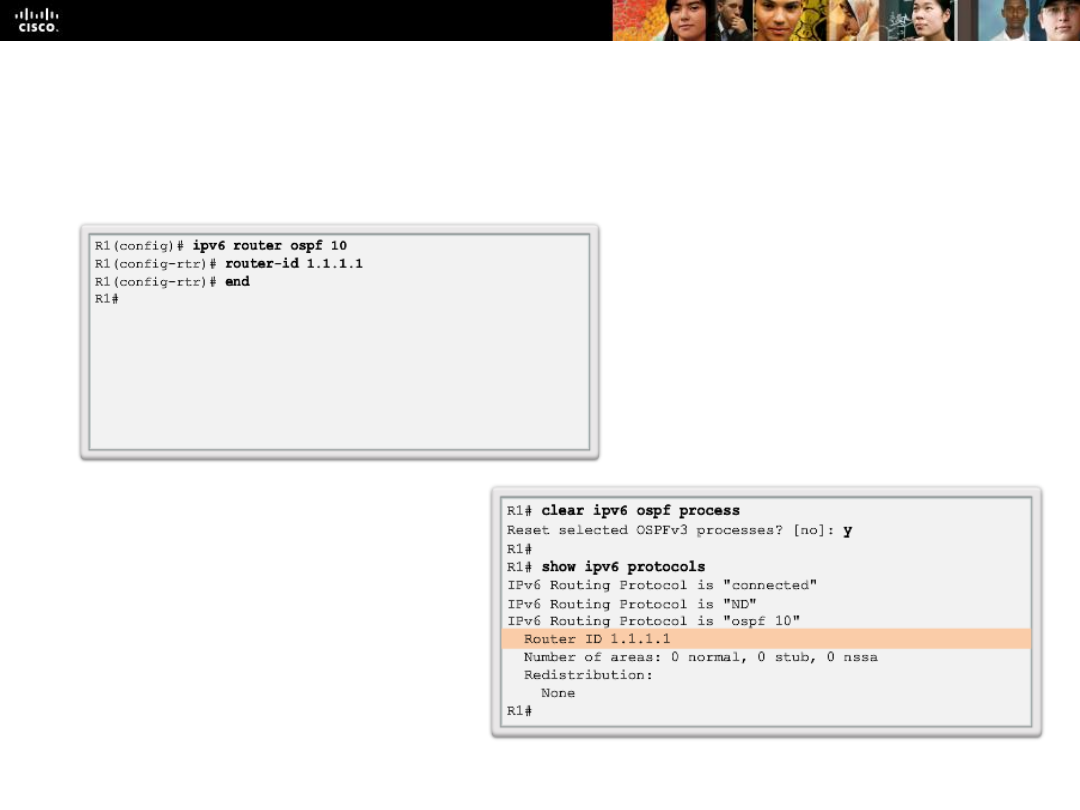 CISCO.
R1(config)# ipv6 router ospf 10
R1(config-rtr)# router-id 1.1.1.1
R1(config-rtr)# end
R1#
R1# clear ipv6 ospf process
Reset selected OSPFv3 processes? [no]: y
R1#
R1# show ipv6 protocols
IPv6 Routing Protocol is "connected"
IPv6 Routing Protocol is "ND"
IPv6 Routing Protocol is "ospf 10"
Router ID 1.1.1.1
Number of areas: 0 normal, 0 stub, 0 nssa
Redistribution:
None
R1#